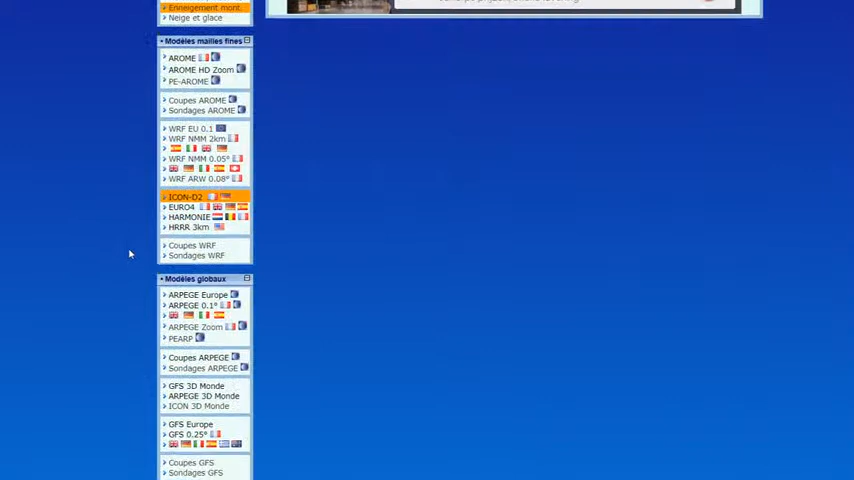 Enneigement mont.
Neige et glace
Modèles mailles fines
AROME
AROME HD Zoom
PE-AROME
Coupes AROME
Sondages AROME
WRF EU 0.1
WRF NMM 2km
WRF NMM 0.05°
WRF ARW 0.08°
ICON-D2
EURO4
HARMONIE
HRRR 3km
Coupes WRF
Sondages WRF
Modèles globaux
ARPEGE Europe
ARPEGE 0.1°
ARPEGE Zoom
PEARP
Coupes ARPEGE
Sondages ARPEGE
GFS 3D Monde
ARPEGE 3D Monde
ICON 3D Monde
GFS Europe
GFS 0.25°
Coupes GFS
Sondages GFS